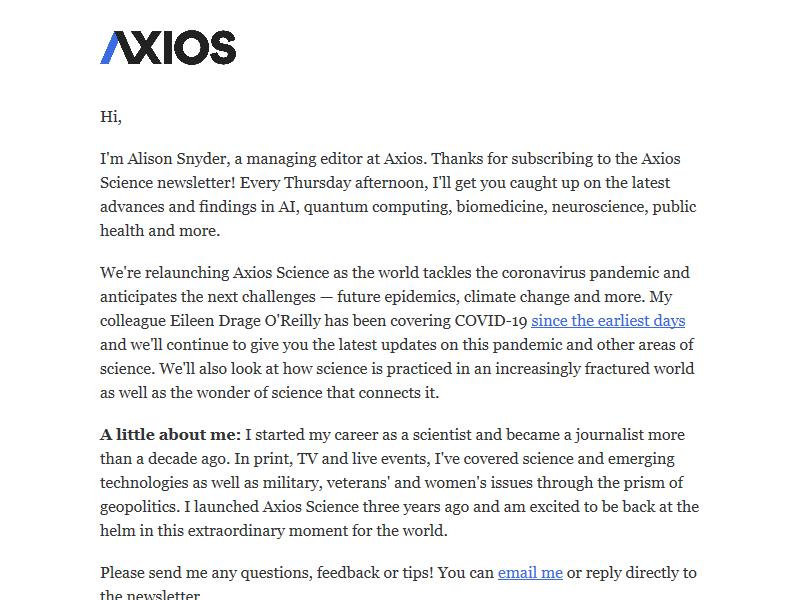 AXIOS
Hi,
I'm Alison Snyder, a managing editor at Axios. Thanks for subscribing to the Axios
Science newsletter! Every Thursday afternoon, I'll get you caught up on the latest
advances and findings in AI, quantum computing, biomedicine, neuroscience, public
health and more.
We're relaunching Axios Science as the world tackles the coronavirus pandemic and
anticipates the next challenges — future epidemics, climate change and more. My
colleague Eileen Drage O'Reilly has been covering COVID-19 since the earliest days
and we'll continue to give you the latest updates on this pandemic and other areas of
science. We'll also look at how science is practiced in an increasingly fractured world
as well as the wonder of science that connects it.
A little about me: I started my career as a scientist and became a journalist more
than a decade ago. In print, TV and live events, I've covered science and emerging
technologies as well as military, veterans' and women's issues through the prism of
geopolitics. I launched Axios Science three years ago and am excited to be back at the
helm in this extraordinary moment for the world.
Please send me any questions, feedback or tips! You can email me or reply directly to
the newsletter.